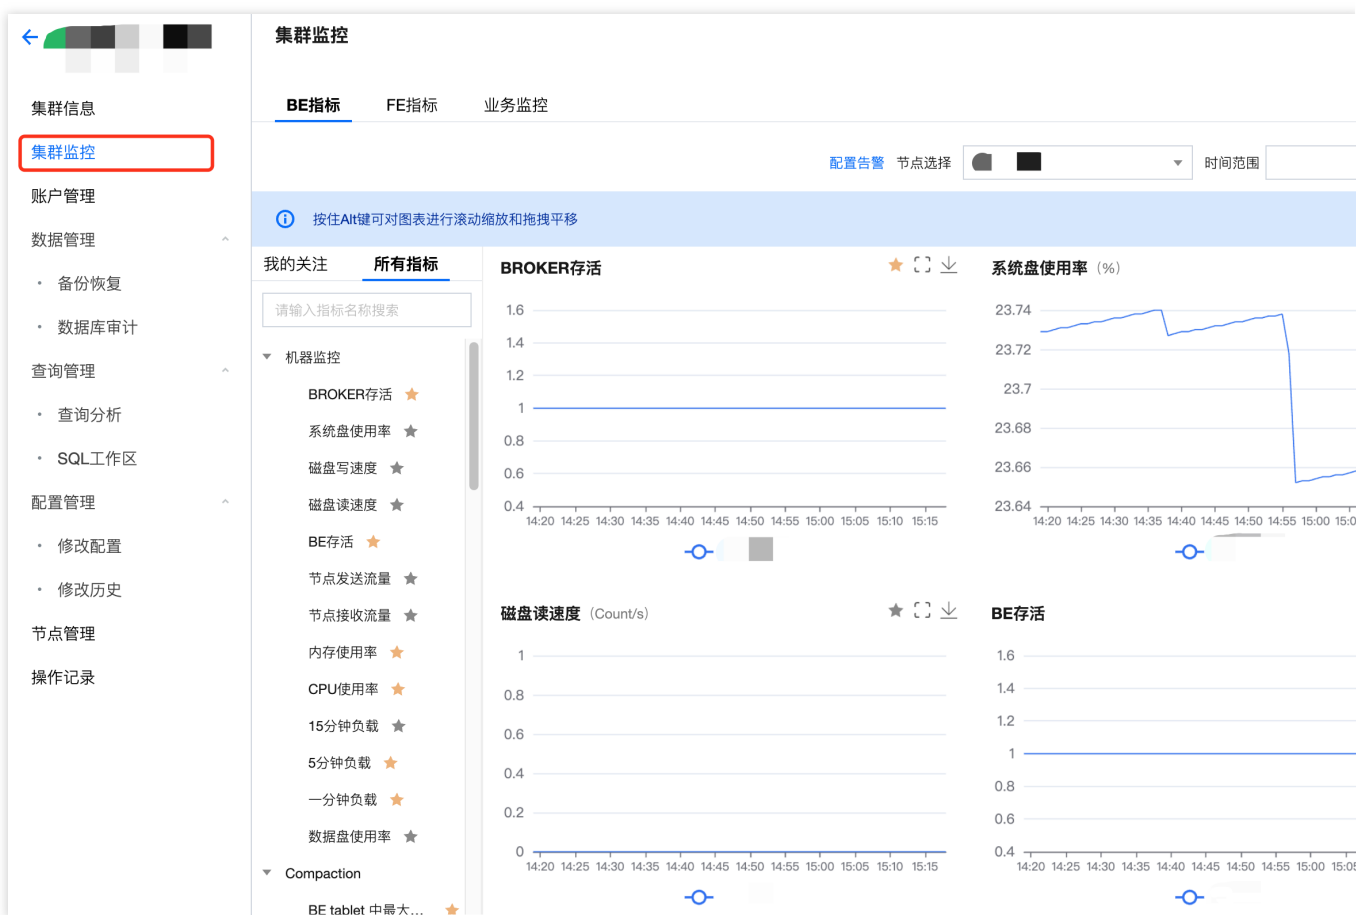 集群信息
集群监控
账户管理
数据管理
备份恢复
数据库审计
查询管理
查询分析
SQL工作区
配置管理
修改配置
修改历史
节点管理
操作记录
集群监控
BE指标 FE指标 业务监控
配置告警 节点选择 时间范围
按住Alt键可对图表进行滚动缩放和拖拽平移
我的关注 所有指标
请输入指标名称搜索
机器监控
BROKER存活
系统盘使用率
磁盘写速度
磁盘读速度
BE存活
节点发送流量
节点接收流量
内存使用率
CPU使用率
15分钟负载
5分钟负载
一分钟负载
数据盘使用率
Compaction
BE tablet 中最大...
BROKER存活
1.6
1.4
1.2
1
0.8
0.6
0.4
14:20 14:25 14:30 14:35 14:40 14:45 14:50 14:55 15:00 15:05 15:10 15:15
系统盘使用率 (%)
23.74
23.72
23.7
23.68
23.66
23.64
14:20 14:25 14:30 14:35 14:40 14:45 14:50 14:55 15:00 15:0
磁盘读速度 (Count/s)
1
0.8
0.6
0.4
0.2
0
14:20 14:25 14:30 14:35 14:40 14:45 14:50 14:55 15:00 15:05 15:10 15:15
BE存活
1.6
1.4
1.2
1
0.8
0.6
0.4
14:20 14:25 14:30 14:35 14:40 14:45 14:50 14:55 15:00 15:05